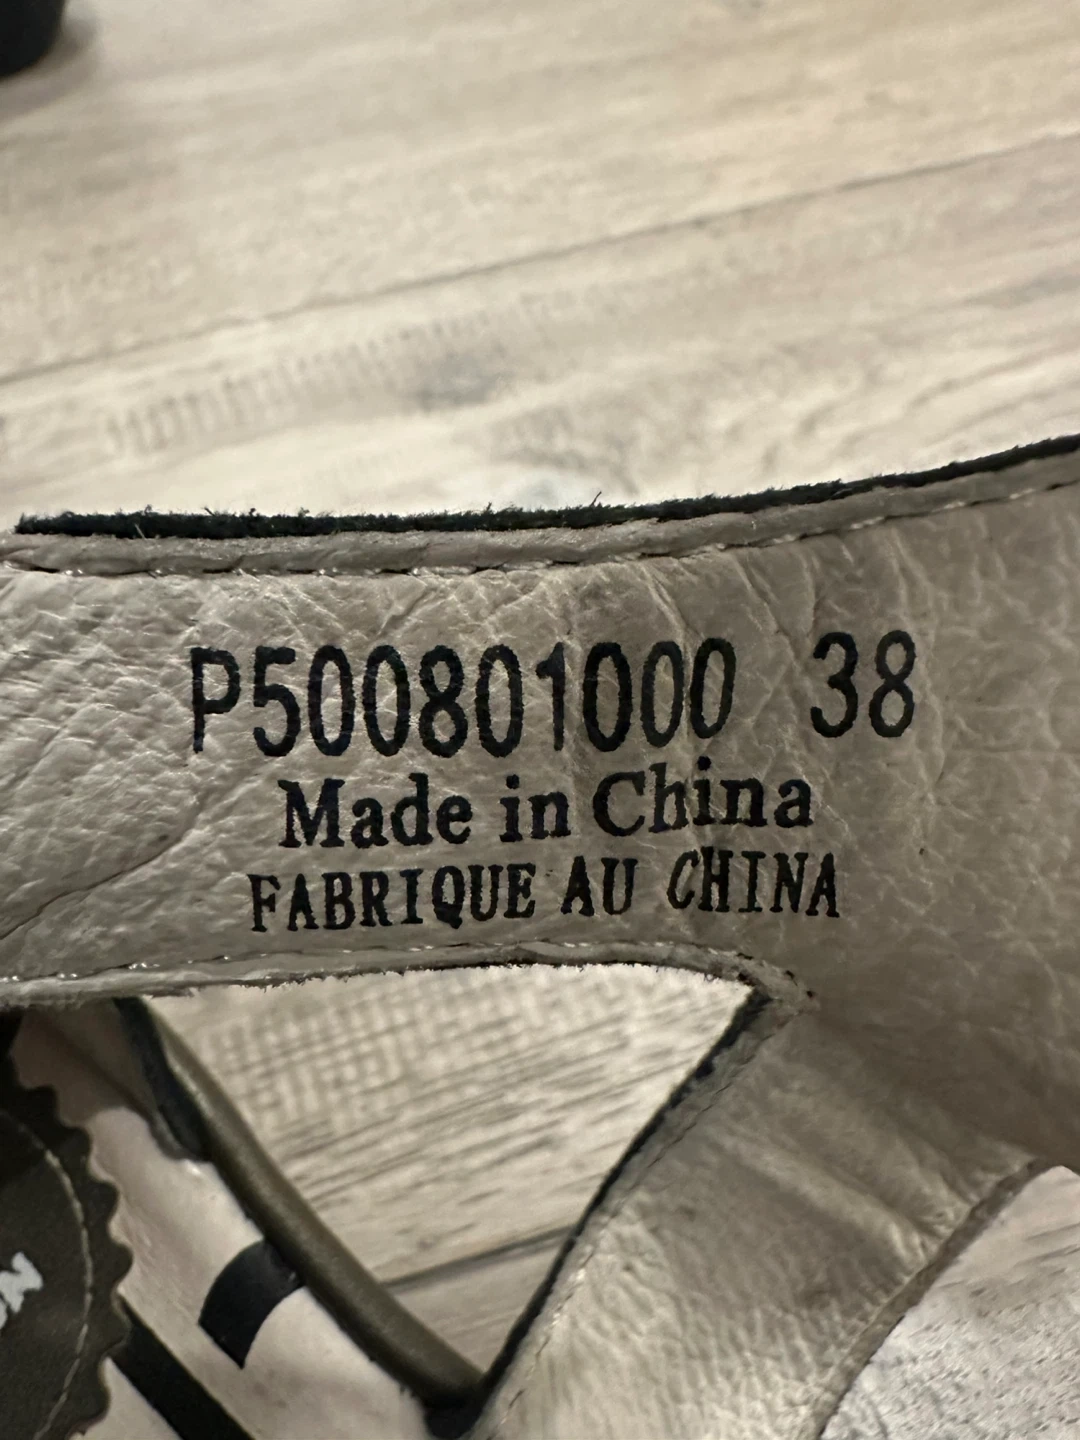 P500801000 38
Made in China
FABRIQUE AU CHINA